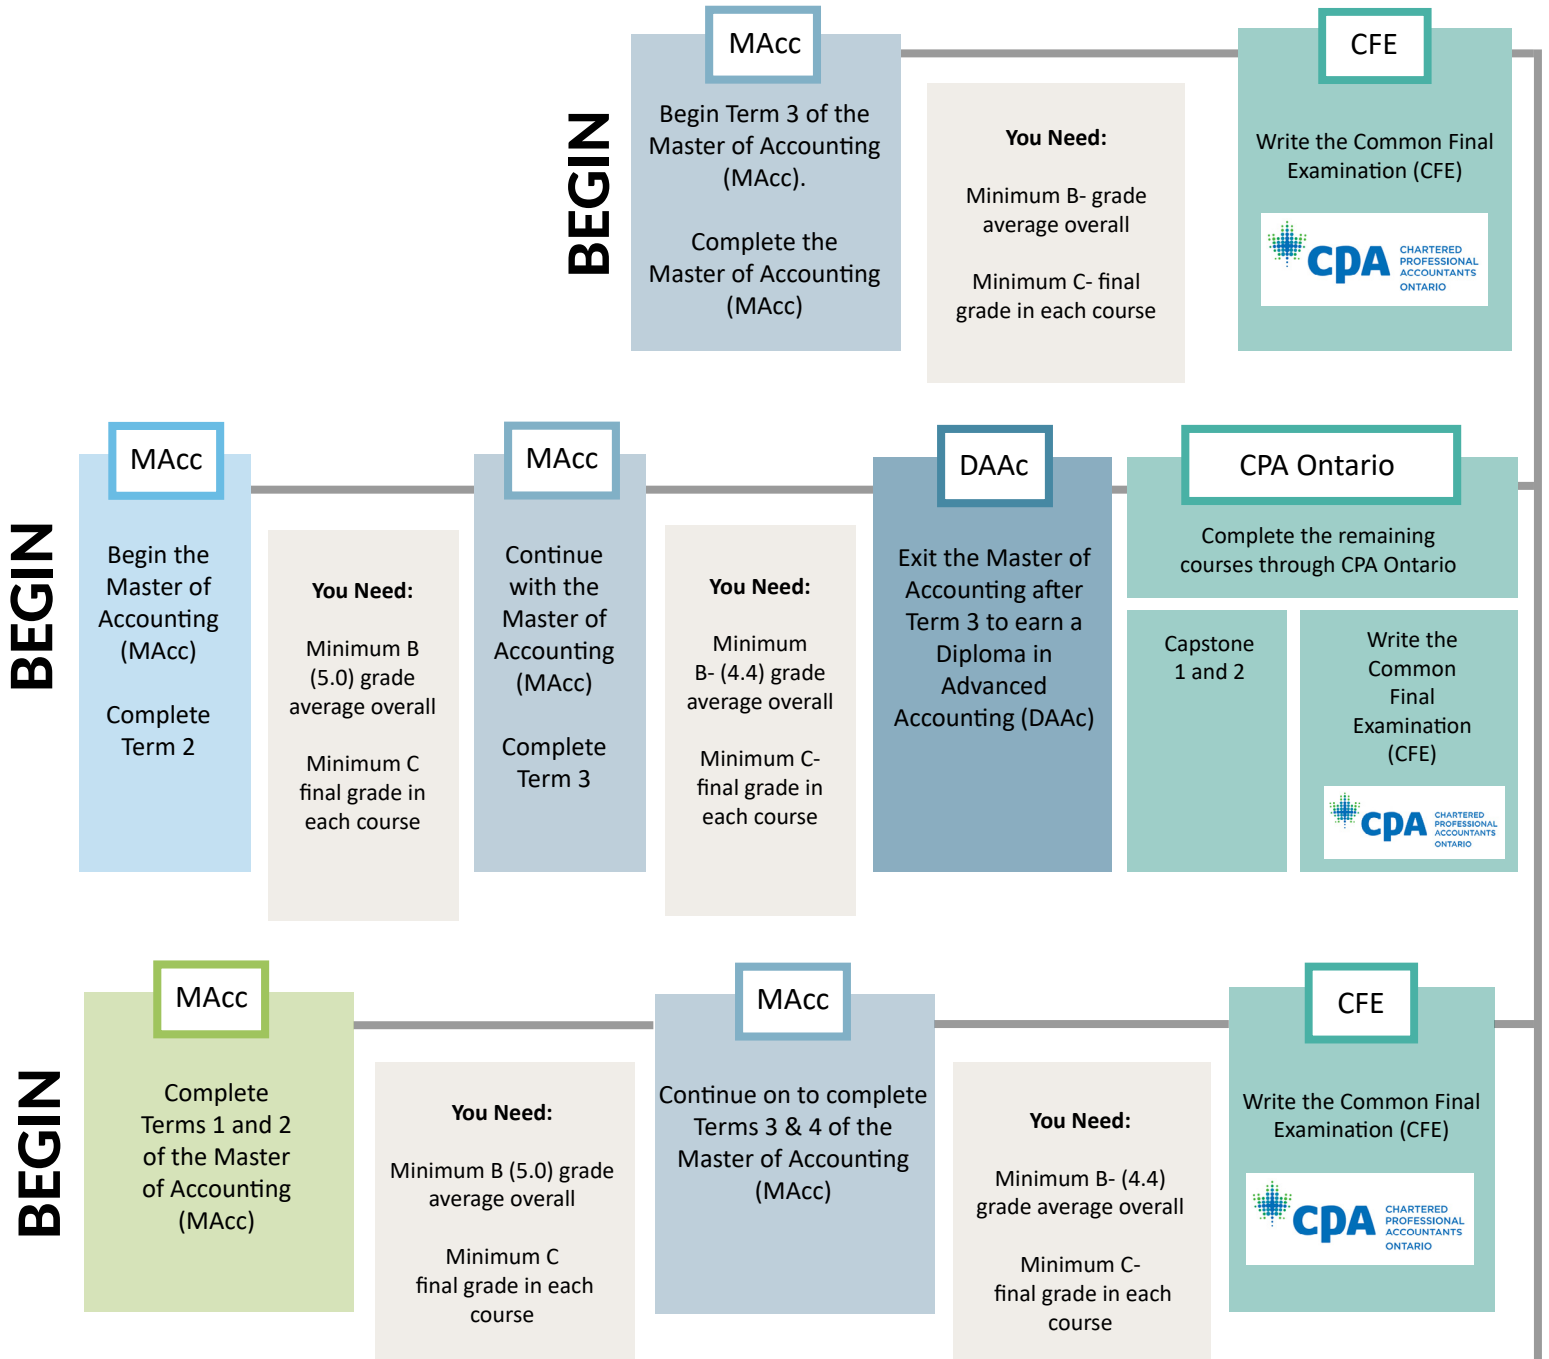 BEGIN
MAcc
Begin Term 3 of the
Master of Accounting
(MAcc).
Complete the
Master of Accounting
(MAcc)
You Need:
Minimum B- grade
average overall
Minimum C- final
grade in each course
CFE
Write the Common Final
Examination (CFE)
CPA
CHARTERED
PROFESSIONAL
ACCOUNTANTS
ONTARIO
BEGIN
MAcc
Begin the
Master of
Accounting
(MAcc)
Complete
Term 2
You Need:
Minimum B
(5.0) grade
average overall
Minimum C
final grade in
each course
MAcc
Continue
with the
Master of
Accounting
(MAcc)
Complete
Term 3
You Need:
Minimum
B- (4.4) grade
average overall
Minimum C-
final grade in
each course
DAAc
Exit the Master of
Accounting after
Term 3 to earn a
Diploma in
Advanced
Accounting (DAAc)
CPA Ontario
Complete the remaining
courses through CPA Ontario
Capstone
1 and 2
Write the
Common
Final
Examination
(CFE)
CPA
CHARTERED
PROFESSIONAL
ACCOUNTANTS
ONTARIO
BEGIN
MAcc
Complete
Terms 1 and 2
of the Master
of Accounting
(MAcc)
You Need:
Minimum B (5.0) grade
average overall
Minimum C
final grade in each
course
MAcc
Continue on to complete
Terms 3 & 4 of the
Master of Accounting
(MAcc)
You Need:
Minimum B- (4.4)
grade average overall
Minimum C-
final grade in each
course
CFE
Write the Common Final
Examination (CFE)
CPA
CHARTERED
PROFESSIONAL
ACCOUNTANTS
ONTARIO